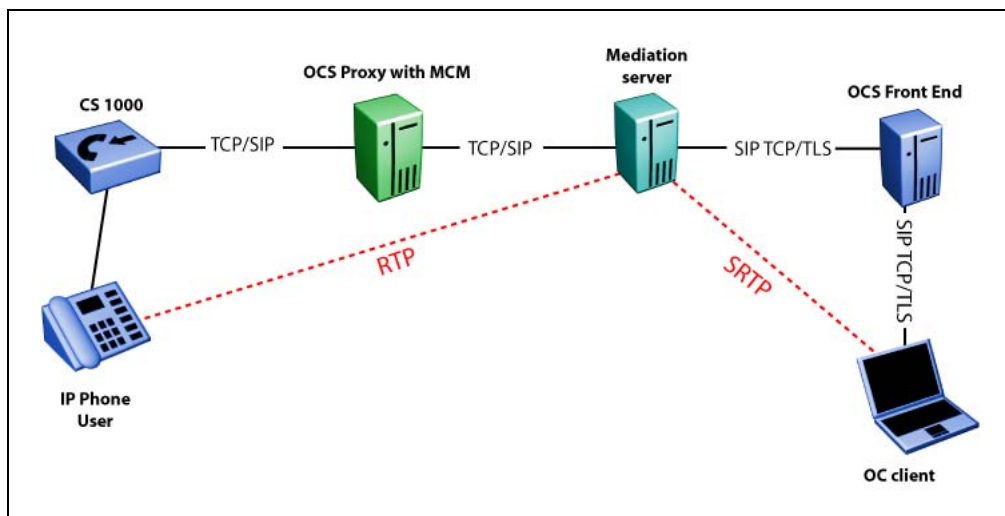 Mediation
server
OCS Proxy with MCM
OCS Front End
CS 1000
TCP/SIP
TCP/SIP
SIP TCP/TLS
SIP TCP/TLS
RTP
SRTP
IP Phone
User
OC client